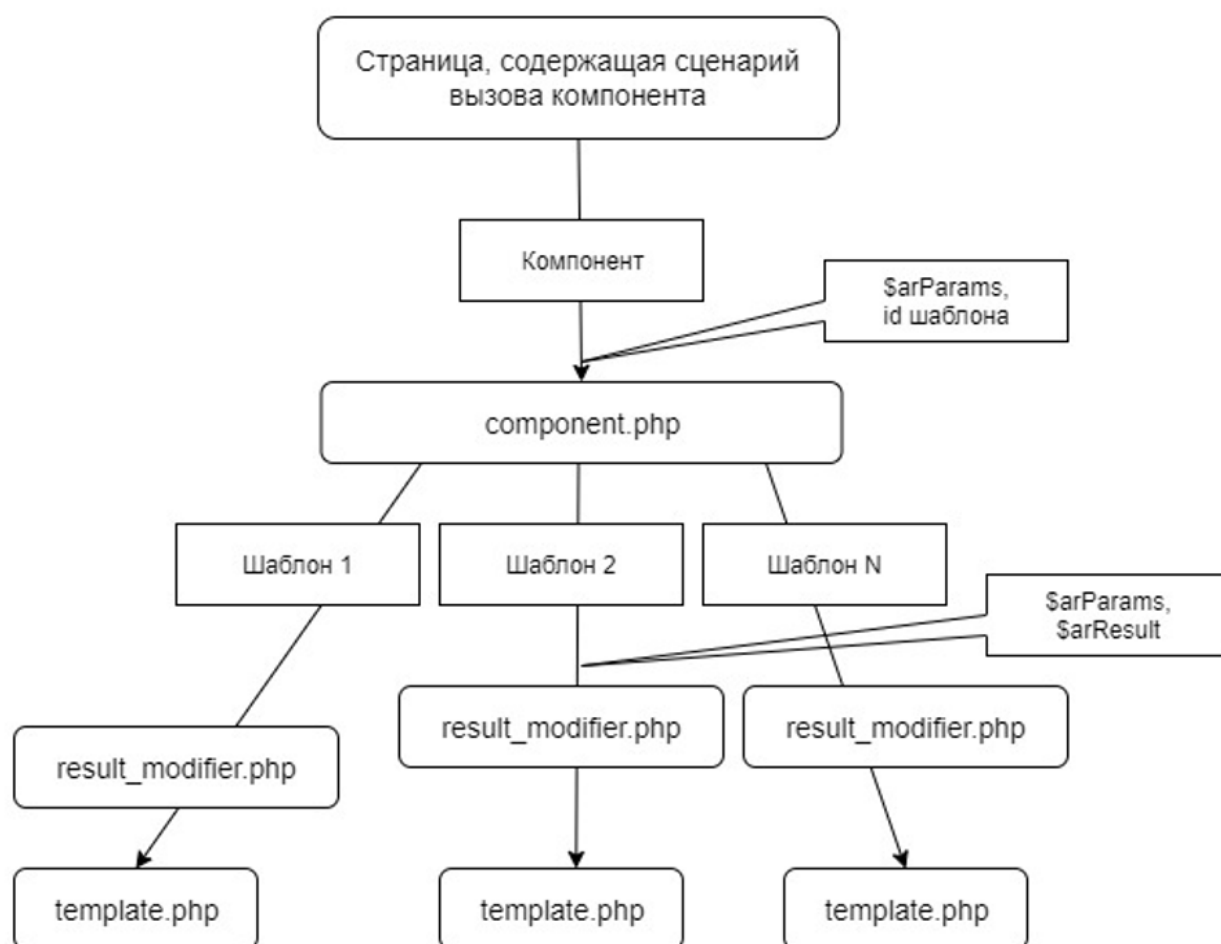 Страница, содержащая сценарий
вызова компонента
Компонент
$arParams,
id шаблона
component.php
Шаблон 1
Шаблон 2
Шаблон N
$arParams,
$arResult
result_modifier.php
result_modifier.php
result_modifier.php
template.php
template.php
template.php